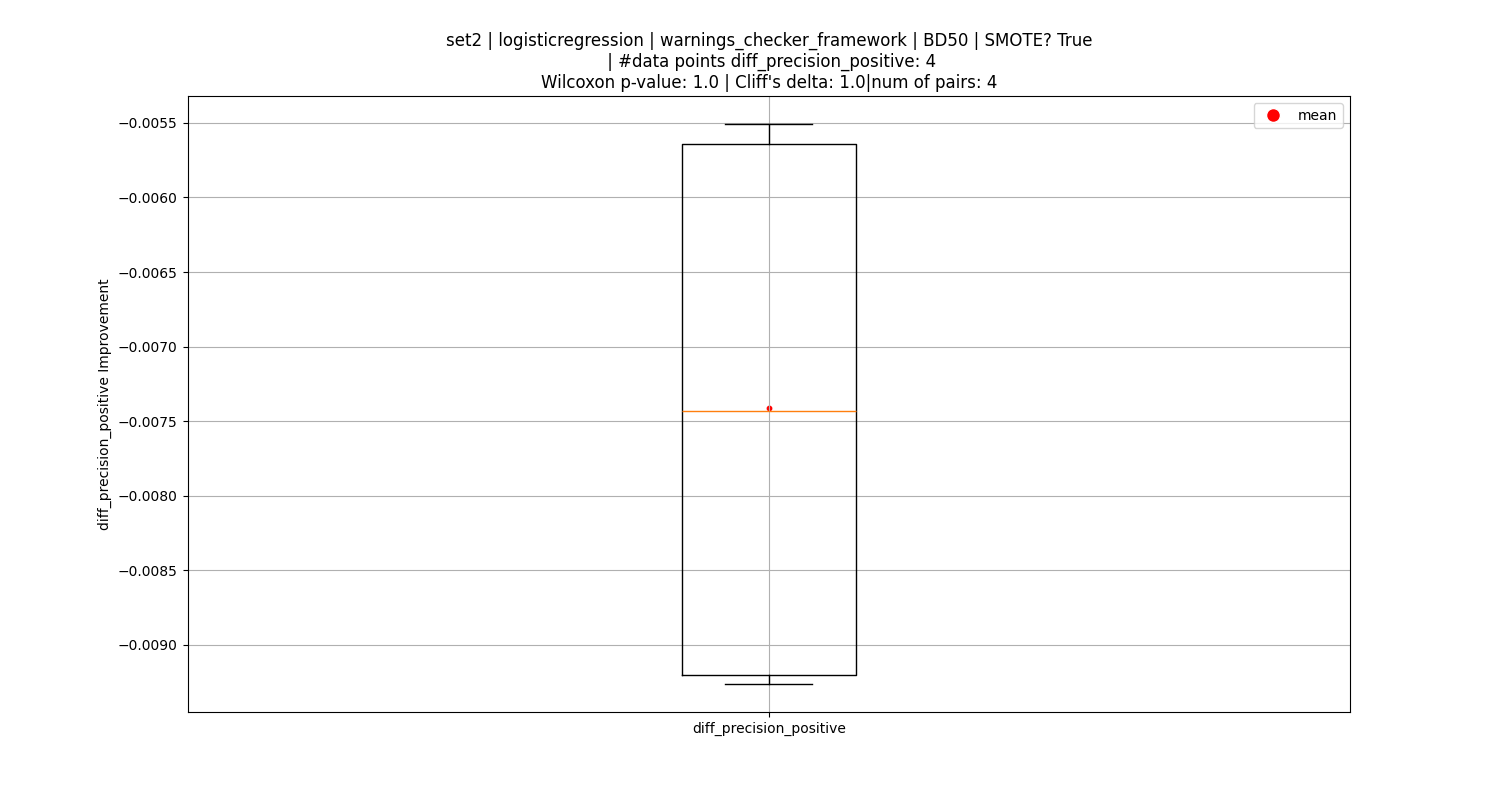 set2 | logisticregression | warnings_checker_framework | BD50 | SMOTE? True
| #data points diff_precision_positive: 4
Wilcoxon p-value: 1.0 | Cliff's delta: 1.0|num of pairs: 4
mean
−0.0055
−0.0060
−0.0065
−0.0070
−0.0075
−0.0080
−0.0085
−0.0090
diff_precision_positive Improvement
diff_precision_positive